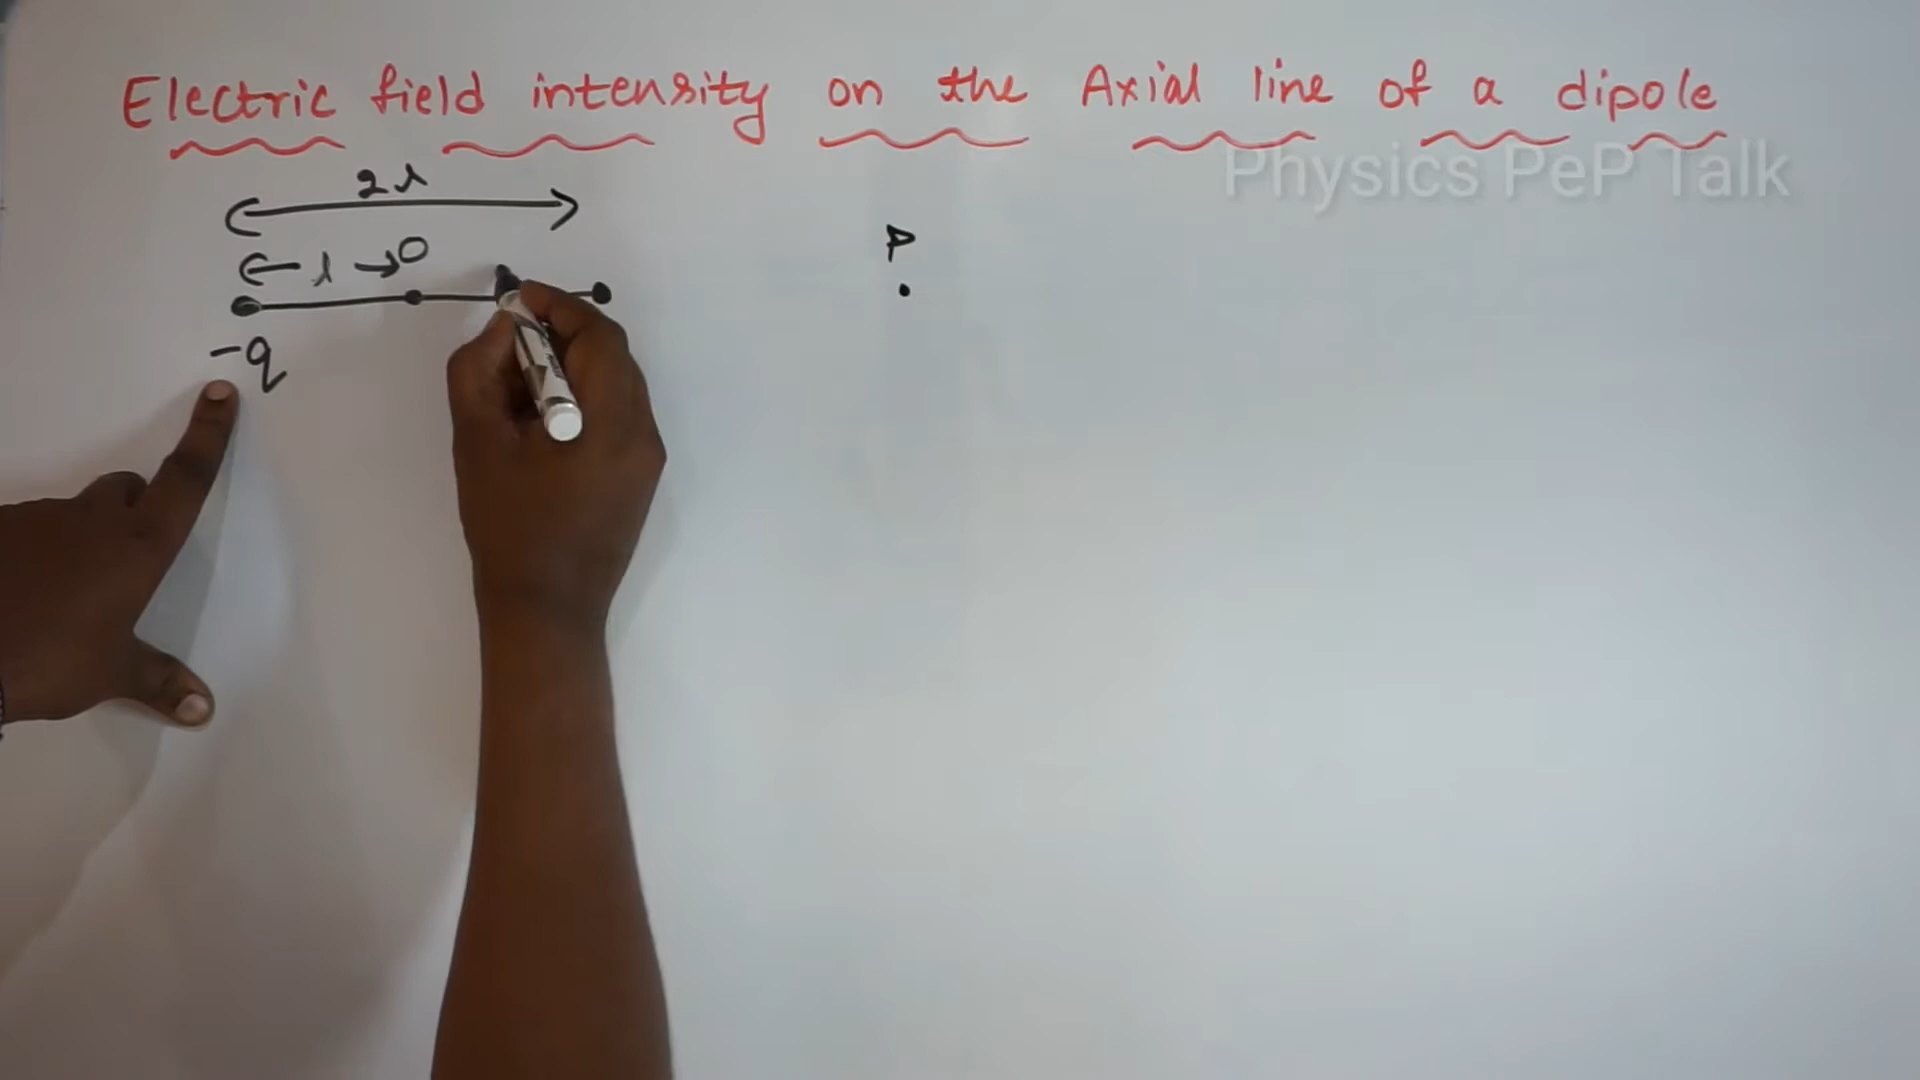 Electric field intensity on the Axial line of a dipole
Physics PeP Talk
2l
P
l O
-q